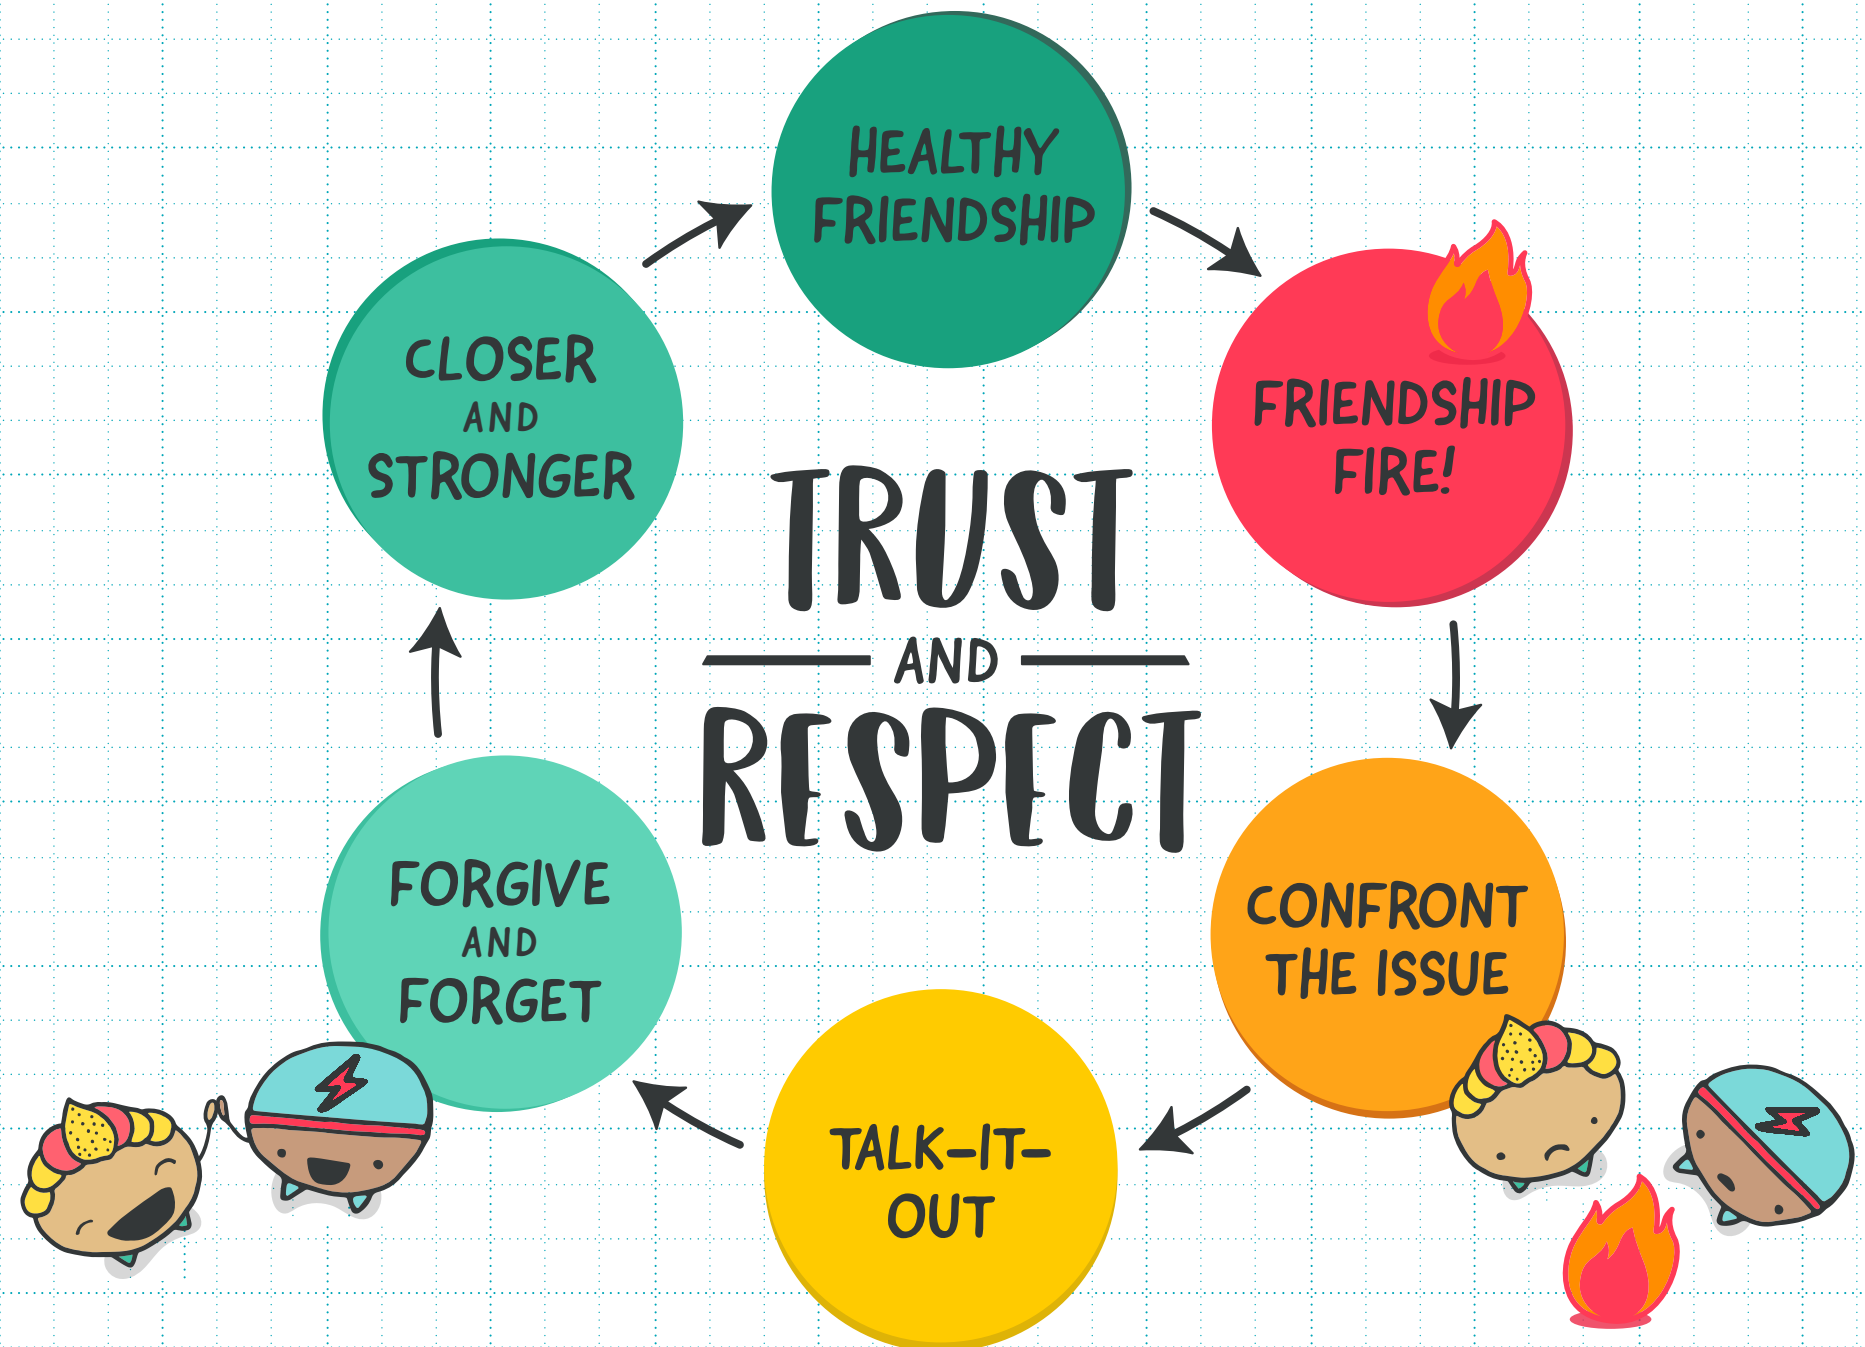 HEALTHY
FRIENDSHIP
FRIENDSHIP
FIRE!
CONFRONT
THE ISSUE
TALK-IT-
OUT
FORGIVE
AND
FORGET
CLOSER
AND
STRONGER
TRUST
AND
RESPECT